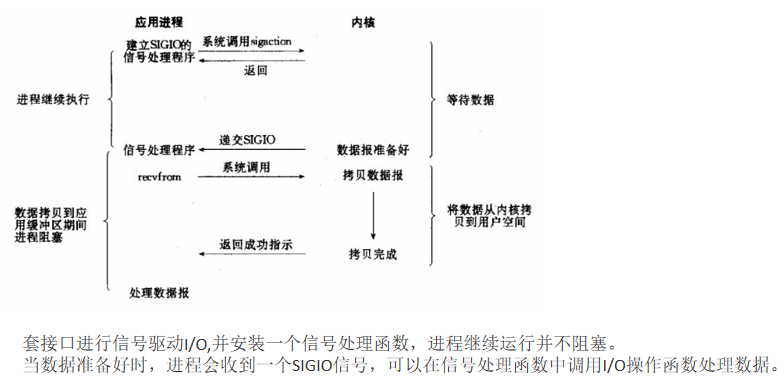 应用进程
内核
建立SIGIO的
信号处理程序
系统调用sigaction
返回
进程继续执行
等待数据
信号处理程序
递交SIGIO
数据报准备好
recvfrom
系统调用
拷贝数据报
数据拷贝到应
用缓冲区期间
进程阻塞
将数据从内核拷
贝到用户空间
返回成功指示
拷贝完成
处理数据报
套接口进行信号驱动I/O,并安装一个信号处理函数，进程继续运行并不阻塞。
当数据准备好时，进程会收到一个SIGIO信号，可以在信号处理函数中调用I/O操作函数处理数据。